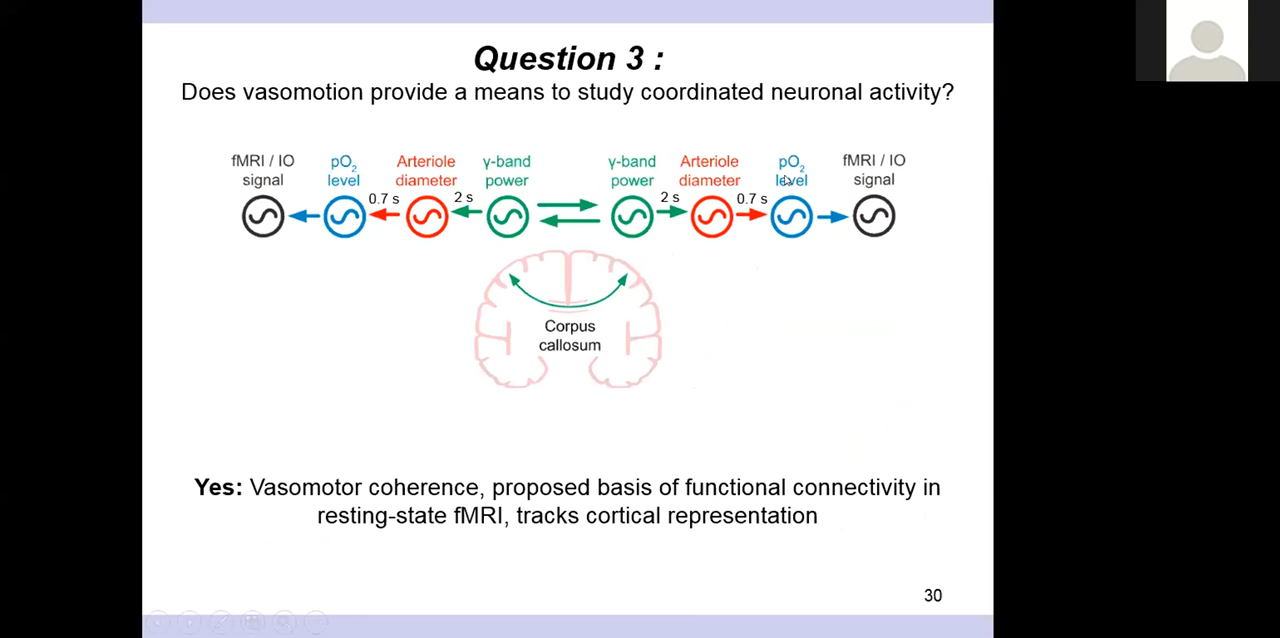 Question 3 :
Does vasomotion provide a means to study coordinated neuronal activity?
fMRI / IO signal
pO2 level
Arteriole diameter
γ-band power
γ-band power
Arteriole diameter
pO2 level
fMRI / IO signal
0.7 s
2 s
2 s
0.7 s
Corpus
callosum
Yes: Vasomotor coherence, proposed basis of functional connectivity in
resting-state fMRI, tracks cortical representation
30